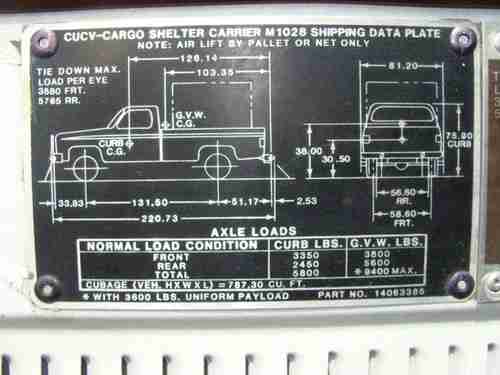 CUCV-CARGO SHELTER CARRIER M1028 SHIPPING DATA PLATE
NOTE: AIR LIFT BY PALLET OR NET ONLY
TIE DOWN MAX.
LOAD PER EYE
3580 FRT.
5765 RR.
126.14
103.35
G.V.W.
C.G.
CURB
C.G.
33.83
131.50
51.17
2.53
220.73
81.20
38.00
30.50
75.90
CURB
56.60
RR.
58.60
FRT.
AXLE LOADS
NORMAL LOAD CONDITION CURB LBS. G.V.W. LBS.
FRONT 3350 3800
REAR 2450 5600
TOTAL 5800 *9400 MAX.
CUBAGE (VEH. HXWXL) = 787.30 CU. FT.
*WITH 3600 LBS. UNIFORM PAYLOAD PART NO. 14063385